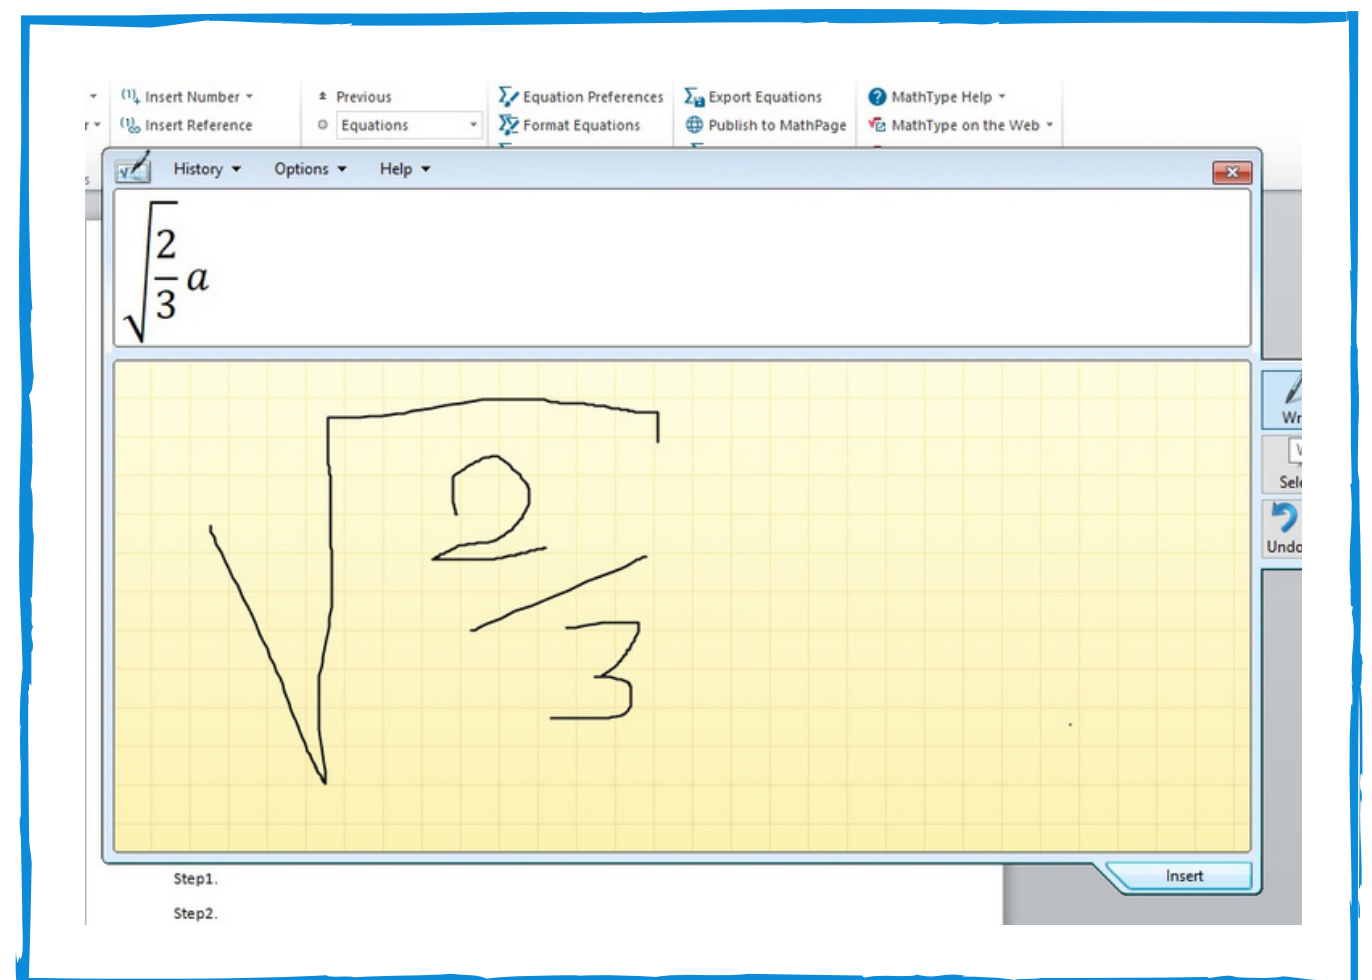 Insert Number Previous Equation Preferences Export Equations MathType Help
Insert Reference Equations Format Equations Publish to MathPage MathType on the Web
s
History Options Help
√(2/3) a
√(2/3)
Undo
Insert
Step1.
Step2.